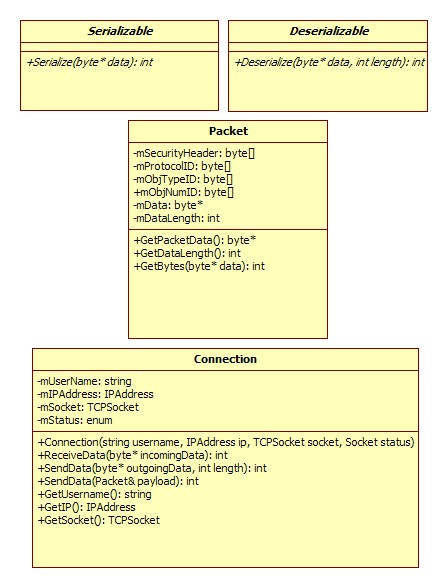 Serializable
+Serialize(byte* data): int
Deserializable
+Deserialize(byte* data, int length): int
Packet
-mSecurityHeader: byte[]
-mProtocolID: byte[]
-mObjTypeID: byte[]
+mObjNumID: byte[]
-mData: byte*
-mDataLength: int
+GetPacketData(): byte*
+GetDataLength(): int
+GetBytes(byte* data): int
Connection
-mUserName: string
-mIPAddress: IPAddress
-mSocket: TCPSocket
-mStatus: enum
+Connection(string username, IPAddress ip, TCPSocket socket, Socket status)
+ReceiveData(byte* incomingData): int
+SendData(byte* outgoingData, int length): int
+SendData(Packet& payload): int
+GetUsername(): string
+GetIP(): IPAddress
+GetSocket(): TCPSocket